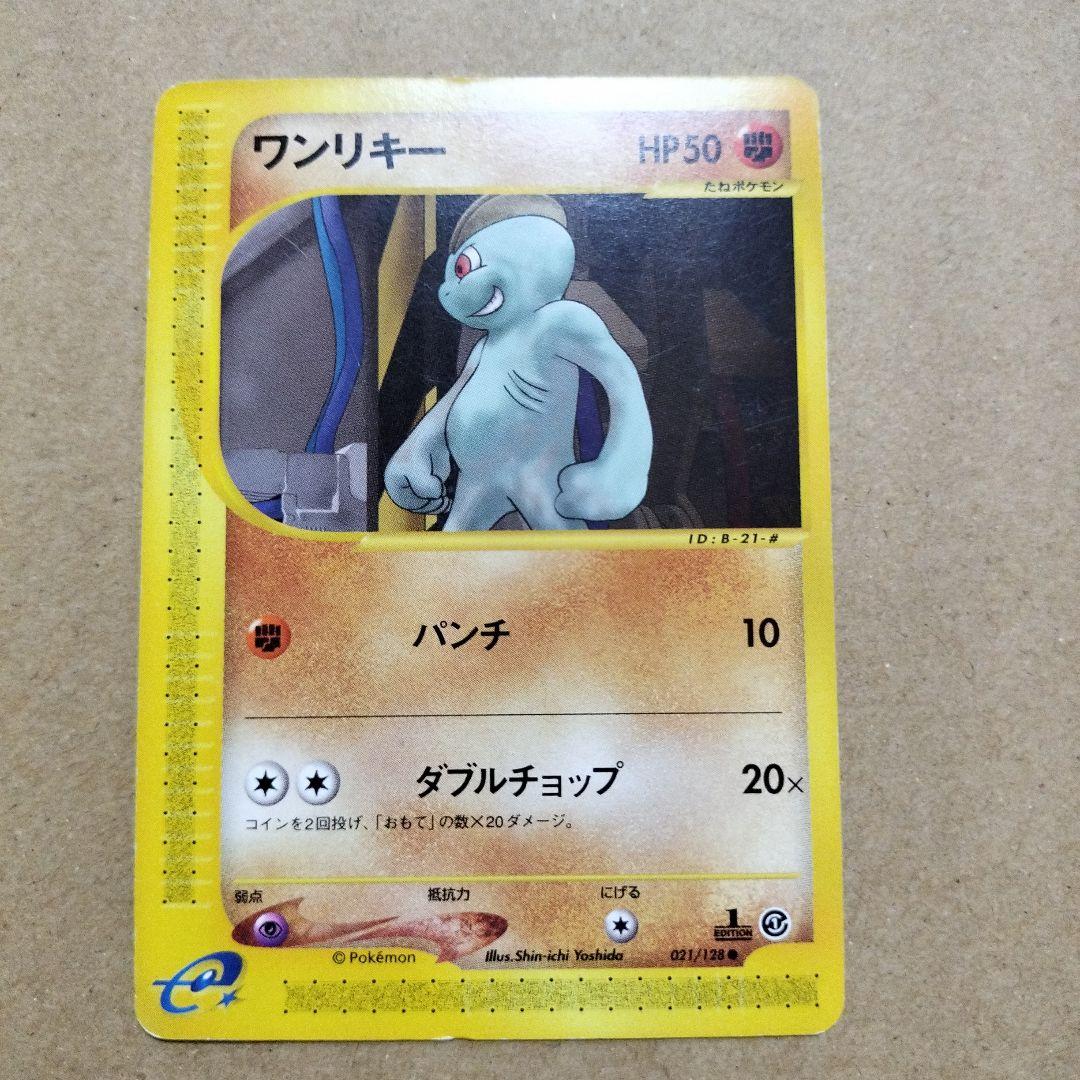 ワンリキー HP50
たねポケモン
ID:B-21-#
パンチ 10
ダブルチョップ 20×
コインを2回投げ、「おもて」の数×20ダメージ。
弱点 抵抗力 にげる
1 EDITION
©Pokémon Illus.Shin-ichi Yoshida 021/128●
e